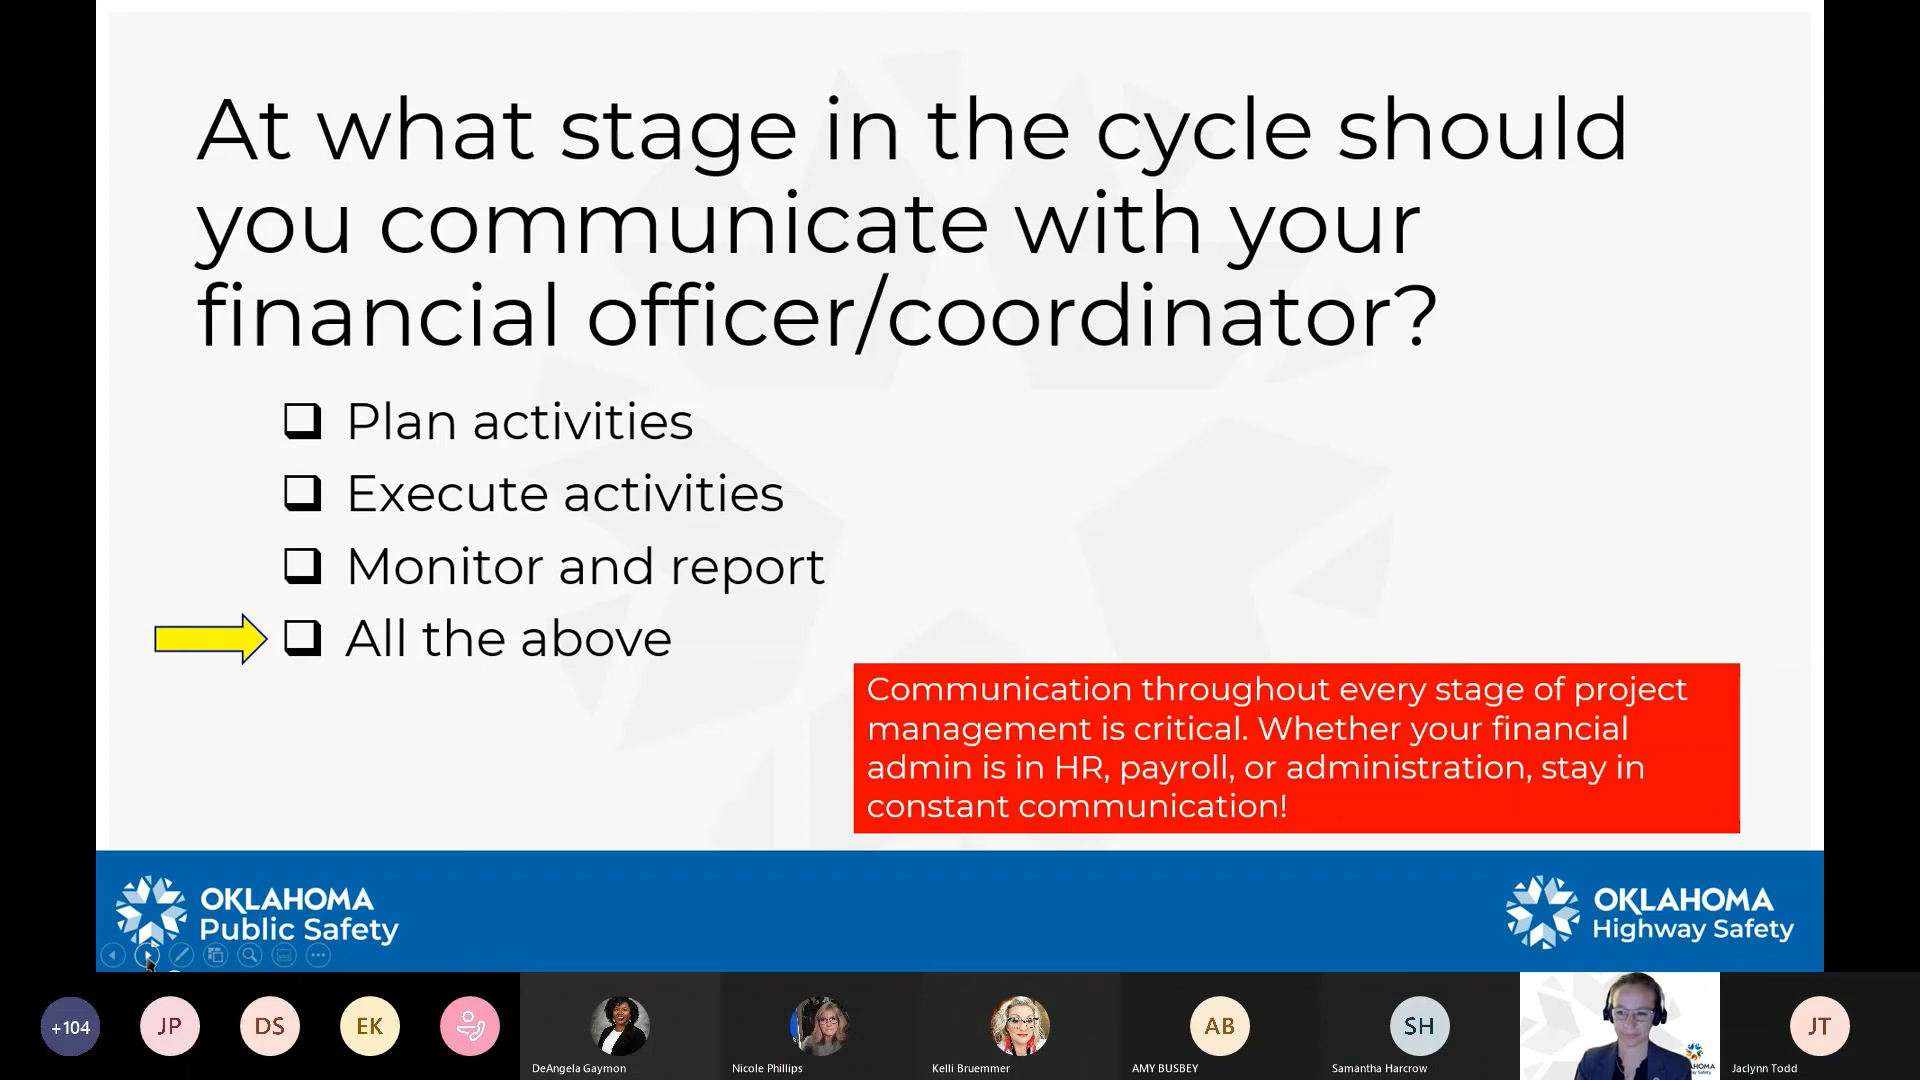 At what stage in the cycle should
you communicate with your
financial officer/coordinator?
Plan activities
Execute activities
Monitor and report
All the above
Communication throughout every stage of project
management is critical. Whether your financial
admin is in HR, payroll, or administration, stay in
constant communication!
OKLAHOMA
Public Safety
OKLAHOMA
Highway Safety
+104
JP
DS
EK
DeAngela Gaymon
Nicole Phillips
Kelli Bruemmer
AB
AMY BUSBEY
SH
Samantha Harcrow
JT
Jaclynn Todd